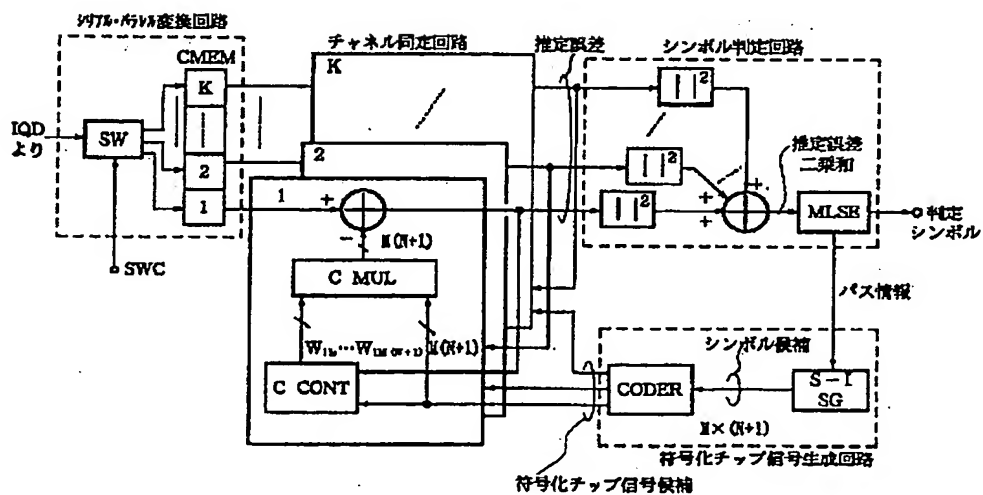 シリアル・パラレル変換回路
CMEM
チャネル同定回路
推定誤差
シンボル判定回路
K
K
| |²
IQD
より
SW
推定誤差
二乗和
2
2
| |²
1
1
+
−
M(N+1)
| |²
+
+
+
MLSE
判定
シンボル
SWC
C MUL
パス情報
M(N+1)
シンボル候補
C CONT
CODER
SG
M×(N+1)
符号化チップ信号生成回路
符号化チップ信号候補